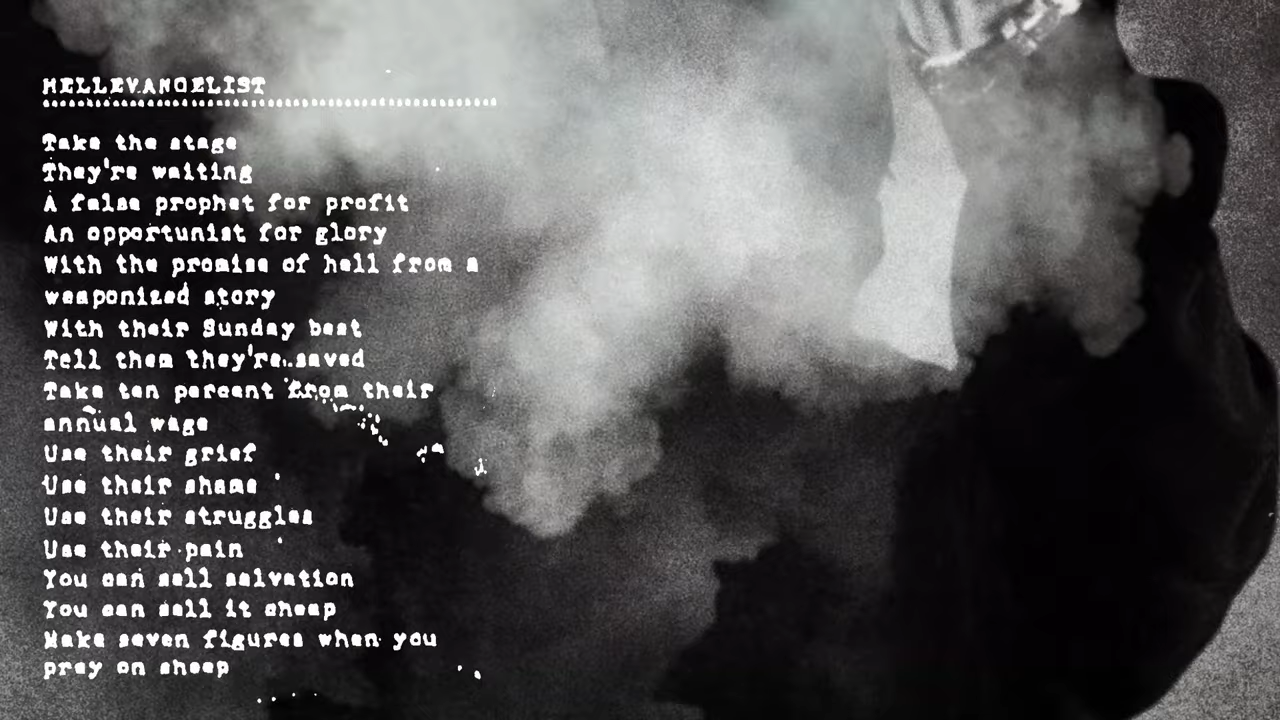 HELLEVANGELIST
Take the stage
They're waiting
A false prophet for profit
An opportunist for glory
With the promise of hell from a
weaponized story
With their Sunday best
Tell them they're saved
Take ten percent from their
annual wage
Use their grief
Use their shame
Use their struggles
Use their pain
You can sell salvation
You can sell it cheap
Make seven figures when you
prey on sheep